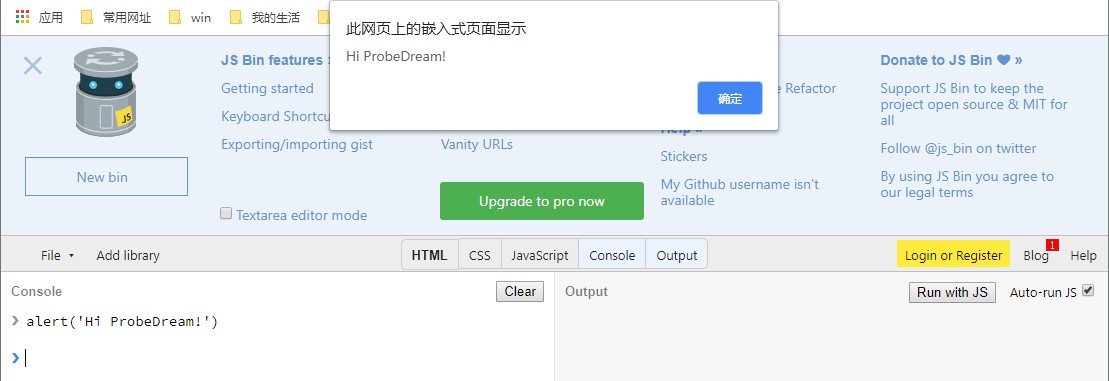 应用 常用网址 win 我的生活
此网页上的嵌入式页面显示
Hi ProbeDream!
确定
JS
New bin
JS Bin features
Getting started
Keyboard Shortcu
Exporting/importing gist
Textarea editor mode
Vanity URLs
Upgrade to pro now
Refactor
Help »
Stickers
My Github username isn't
available
Donate to JS Bin ❤ »
Support JS Bin to keep the
project open source & MIT for
all
Follow @js_bin on twitter
By using JS Bin you agree to
our legal terms
File Add library HTML CSS JavaScript Console Output Login or Register Blog 1 Help
Console Clear Output Run with JS Auto-run JS
> alert('Hi ProbeDream!')
>